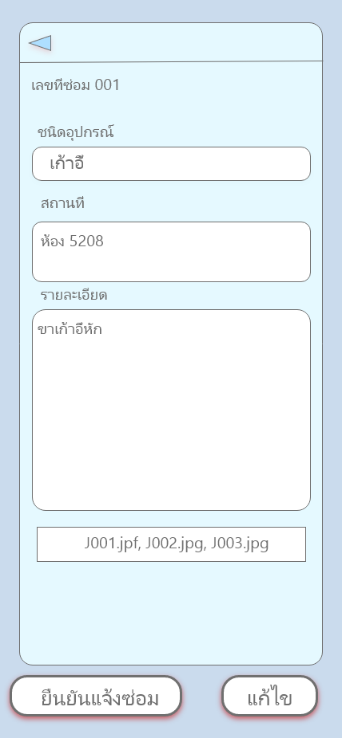 เลขที่ซ่อม 001
ชนิดอุปกรณ์
เก้าอี้
สถานที่
ห้อง 5208
รายละเอียด
ขาเก้าอี้หัก
J001.jpf, J002.jpg, J003.jpg
ยืนยันแจ้งซ่อม
แก้ไข